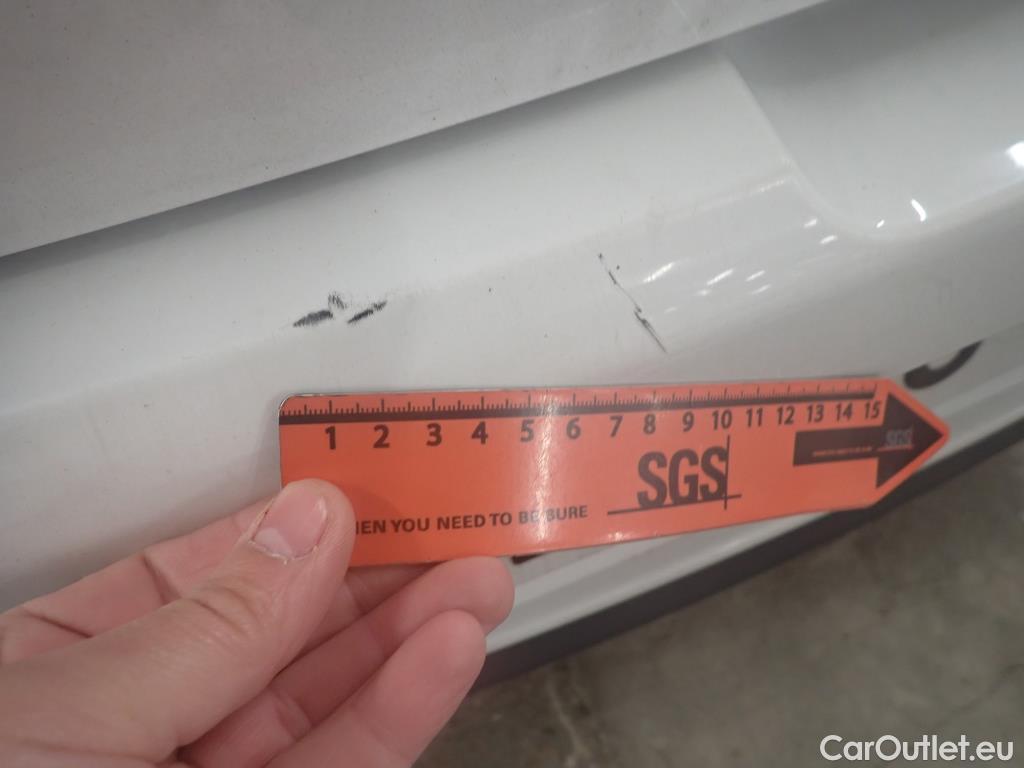 1 2 3 4 5 6 7 8 9 10 11 12 13 14 15
SGS
HEN YOU NEED TO BE SURE
CarOutlet.eu